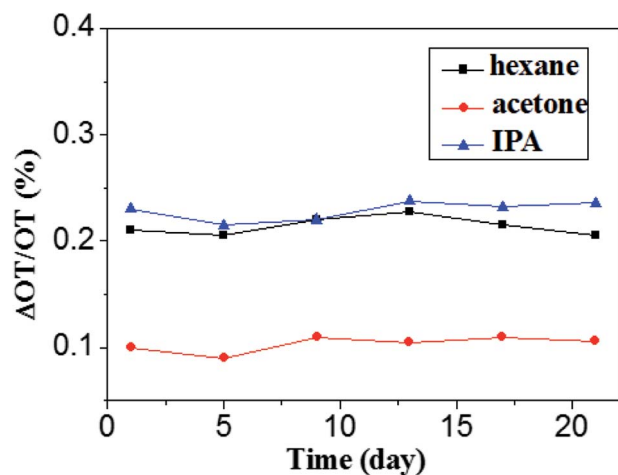 0.4
0.3
0.2
0.1
ΔOT/OT (%)
hexane
acetone
IPA
0 5 10 15 20
Time (day)